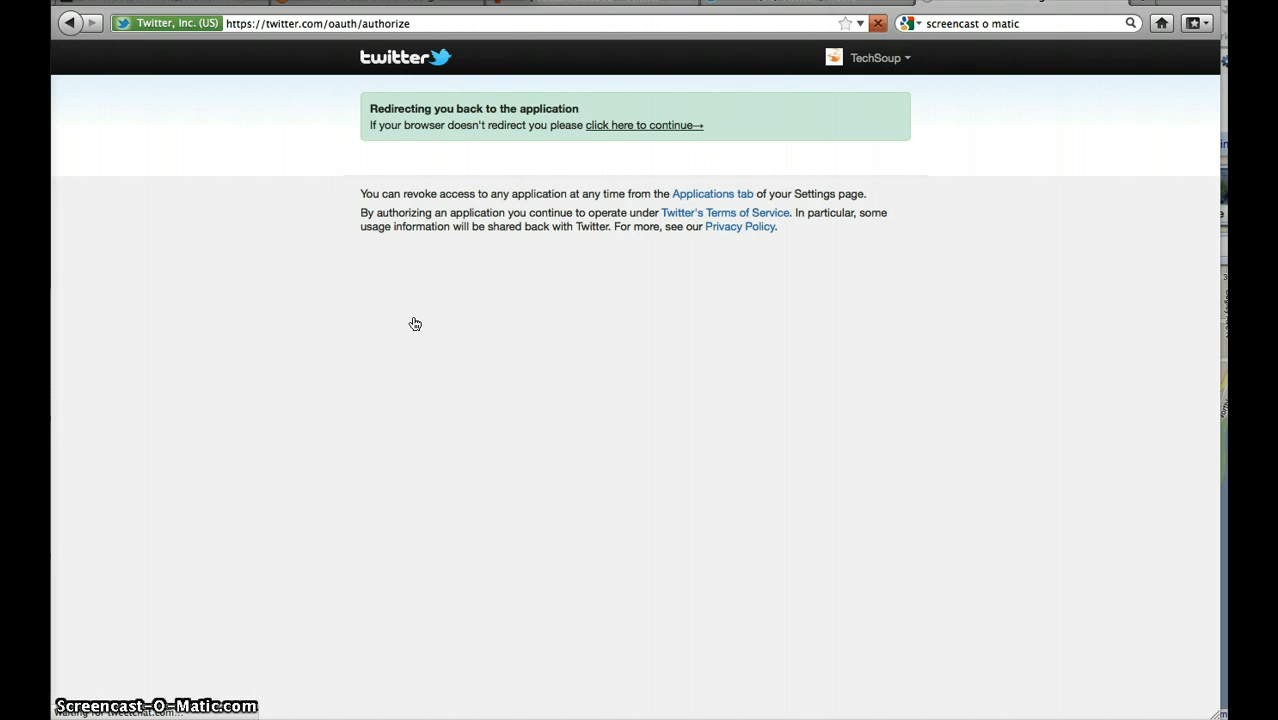 Twitter, Inc. (US)
https://twitter.com/oauth/authorize
screencast o matic
twitter
TechSoup
Redirecting you back to the application
If your browser doesn't redirect you please click here to continue→
You can revoke access to any application at any time from the Applications tab of your Settings page.
By authorizing an application you continue to operate under Twitter's Terms of Service. In particular, some
usage information will be shared back with Twitter. For more, see our Privacy Policy.
Screencast-O-Matic.com
Waiting for tweetchat.com...